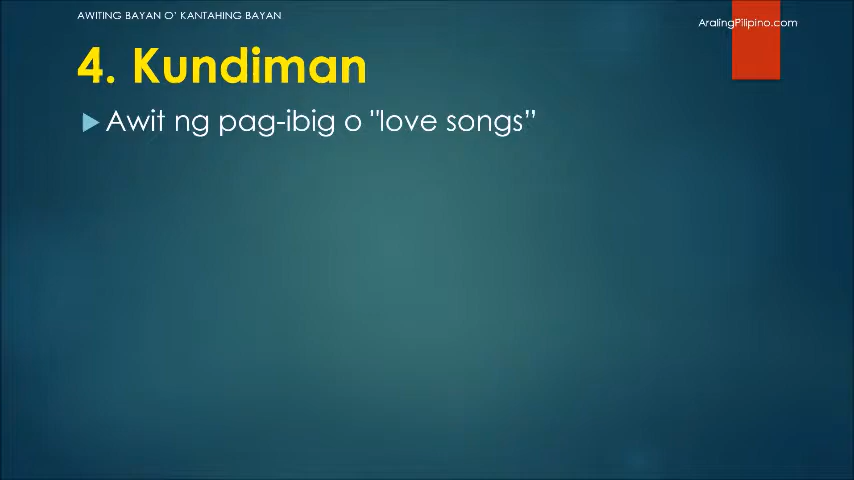 AWITING BAYAN O' KANTAHING BAYAN
AralingPilipino.com
4. Kundiman
Awit ng pag-ibig o "love songs”